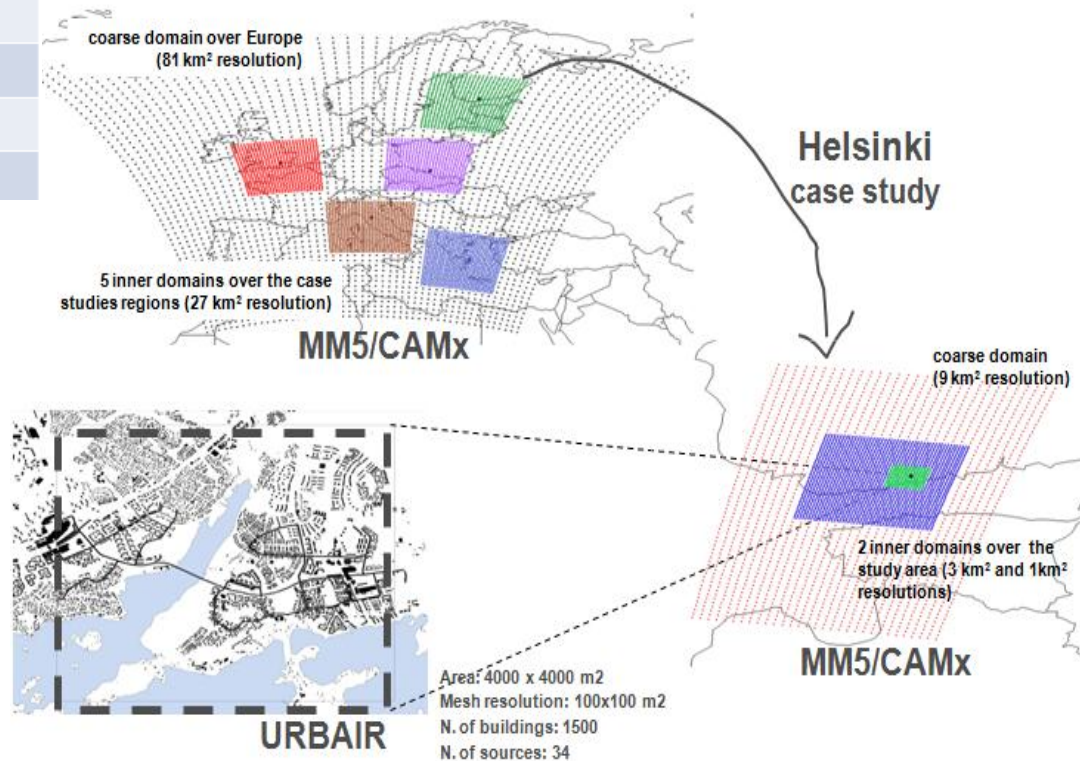 coarse domain over Europe
(81 km² resolution)
Helsinki
case study
5 inner domains over the case
studies regions (27 km² resolution)
MM5/CAMx
coarse domain
(9 km² resolution)
2 inner domains over the
study area (3 km² and 1km²
resolutions)
MM5/CAMx
Area: 4000 x 4000 m2
Mesh resolution: 100x100 m2
N. of buildings: 1500
N. of sources: 34
URBAIR